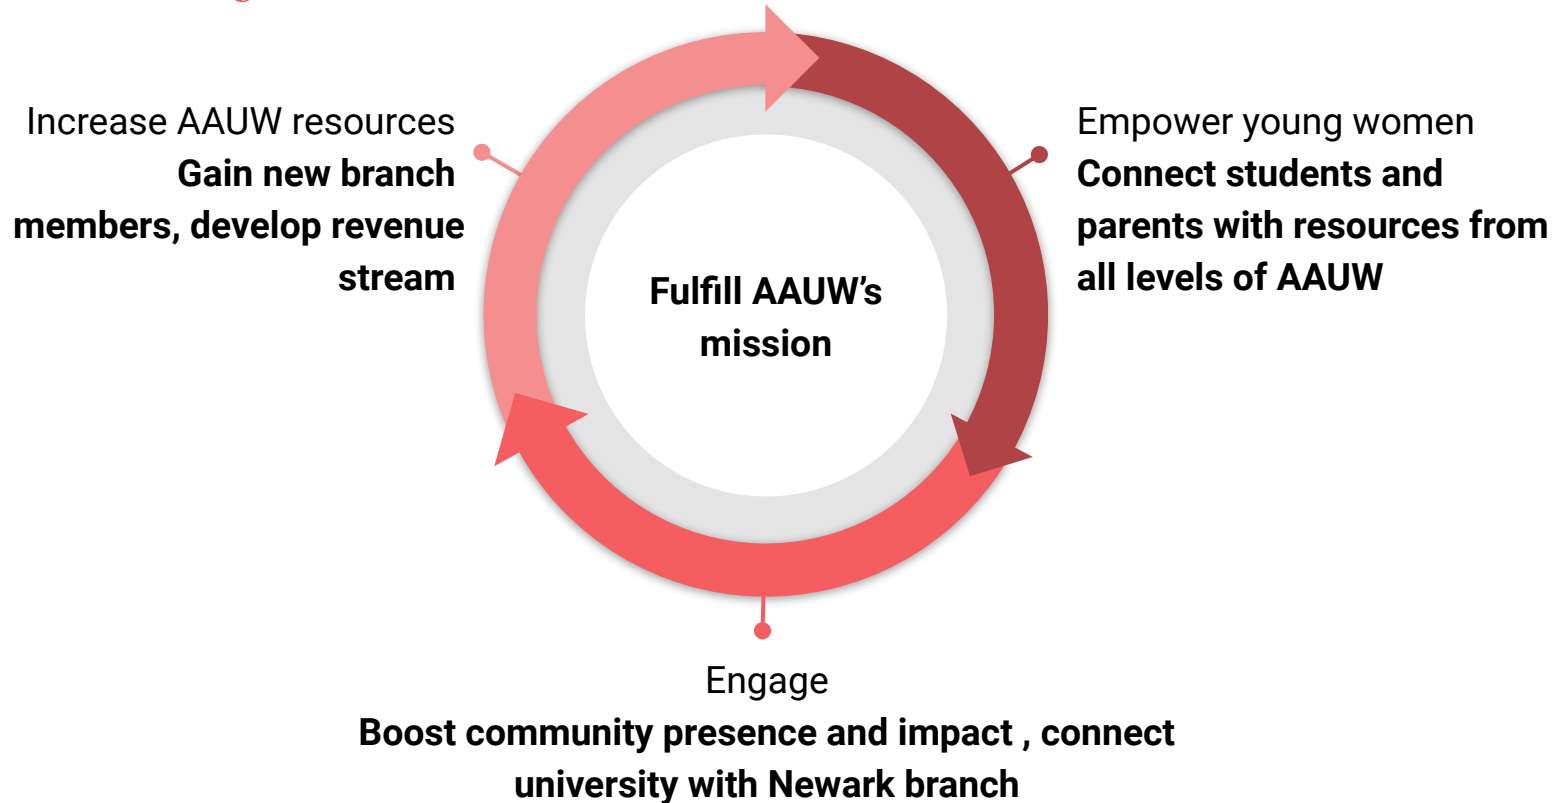 Increase AAUW resources
Gain new branch
members, develop revenue
stream
Empower young women
Connect students and
parents with resources from
all levels of AAUW
Fulfill AAUW’s
mission
Engage
Boost community presence and impact , connect
university with Newark branch